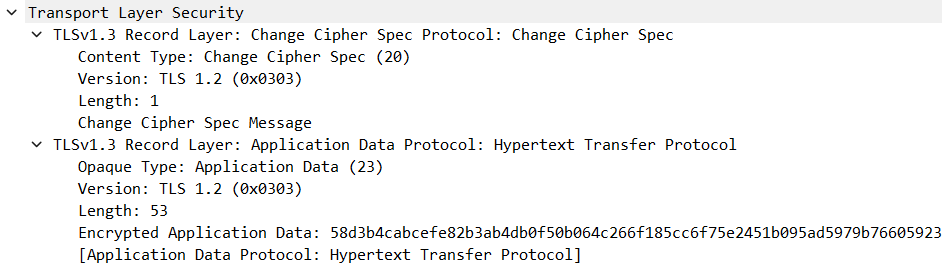 Transport Layer Security
TLSv1.3 Record Layer: Change Cipher Spec Protocol: Change Cipher Spec
Content Type: Change Cipher Spec (20)
Version: TLS 1.2 (0x0303)
Length: 1
Change Cipher Spec Message
TLSv1.3 Record Layer: Application Data Protocol: Hypertext Transfer Protocol
Opaque Type: Application Data (23)
Version: TLS 1.2 (0x0303)
Length: 53
Encrypted Application Data: 58d3b4cabcefe82b3ab4db0f50b064c266f185cc6f75e2451b095ad5979b76605923
[Application Data Protocol: Hypertext Transfer Protocol]